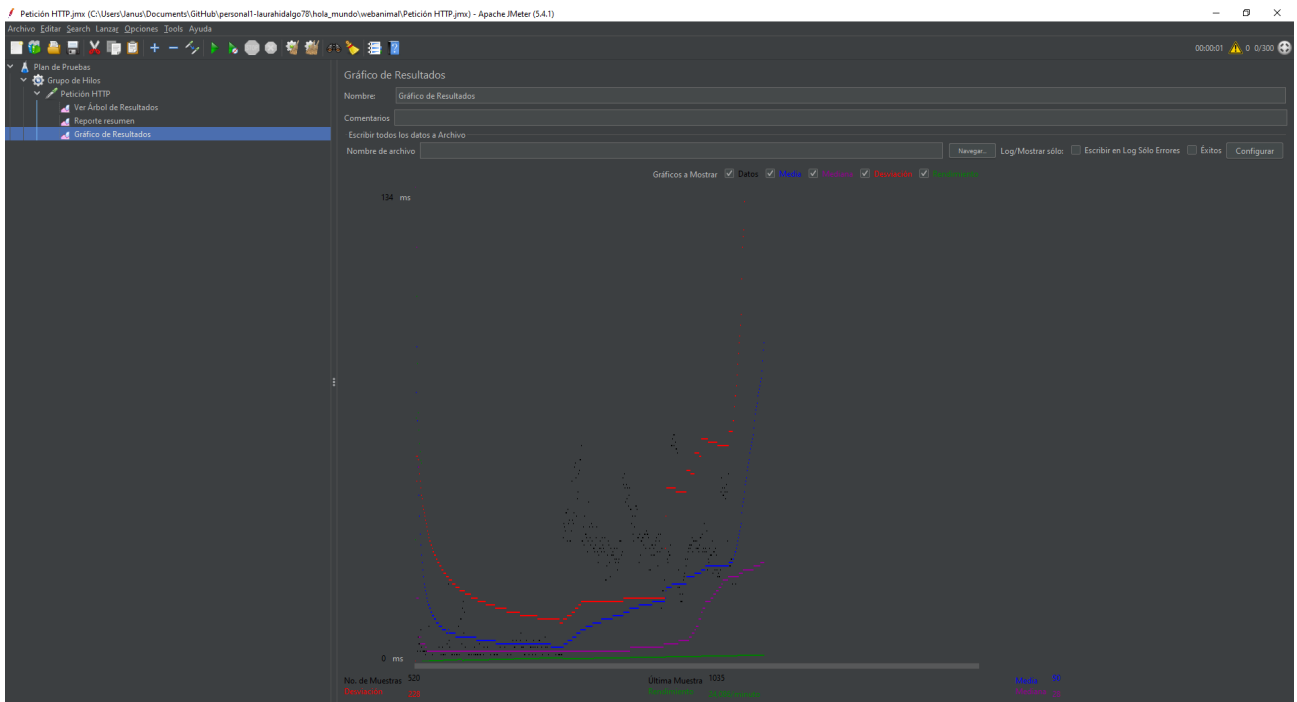 Petición HTTP.jmx (C:\Users\Janus\Documents\GitHub\personal1-laurahidalgo78\hola_mundo\webanimal\Petición HTTP.jmx) - Apache JMeter (5.4.1)
Archivo Editar Search Lanzar Opciones Tools Ayuda
00:00:01 0 0/300
Plan de Pruebas
Grupo de Hilos
Petición HTTP
Ver Árbol de Resultados
Reporte resumen
Gráfico de Resultados
Gráfico de Resultados
Nombre: Gráfico de Resultados
Comentarios
Escribir todos los datos a Archivo
Nombre de archivo Navegar... Log/Mostrar sólo: Escribir en Log Sólo Errores Éxitos Configurar
Gráficos a Mostrar Datos Media Desviación Rendimiento
134 ms
0 ms
No. de Muestras 520 Última Muestra 1035 Media 90
Desviación Rendimiento